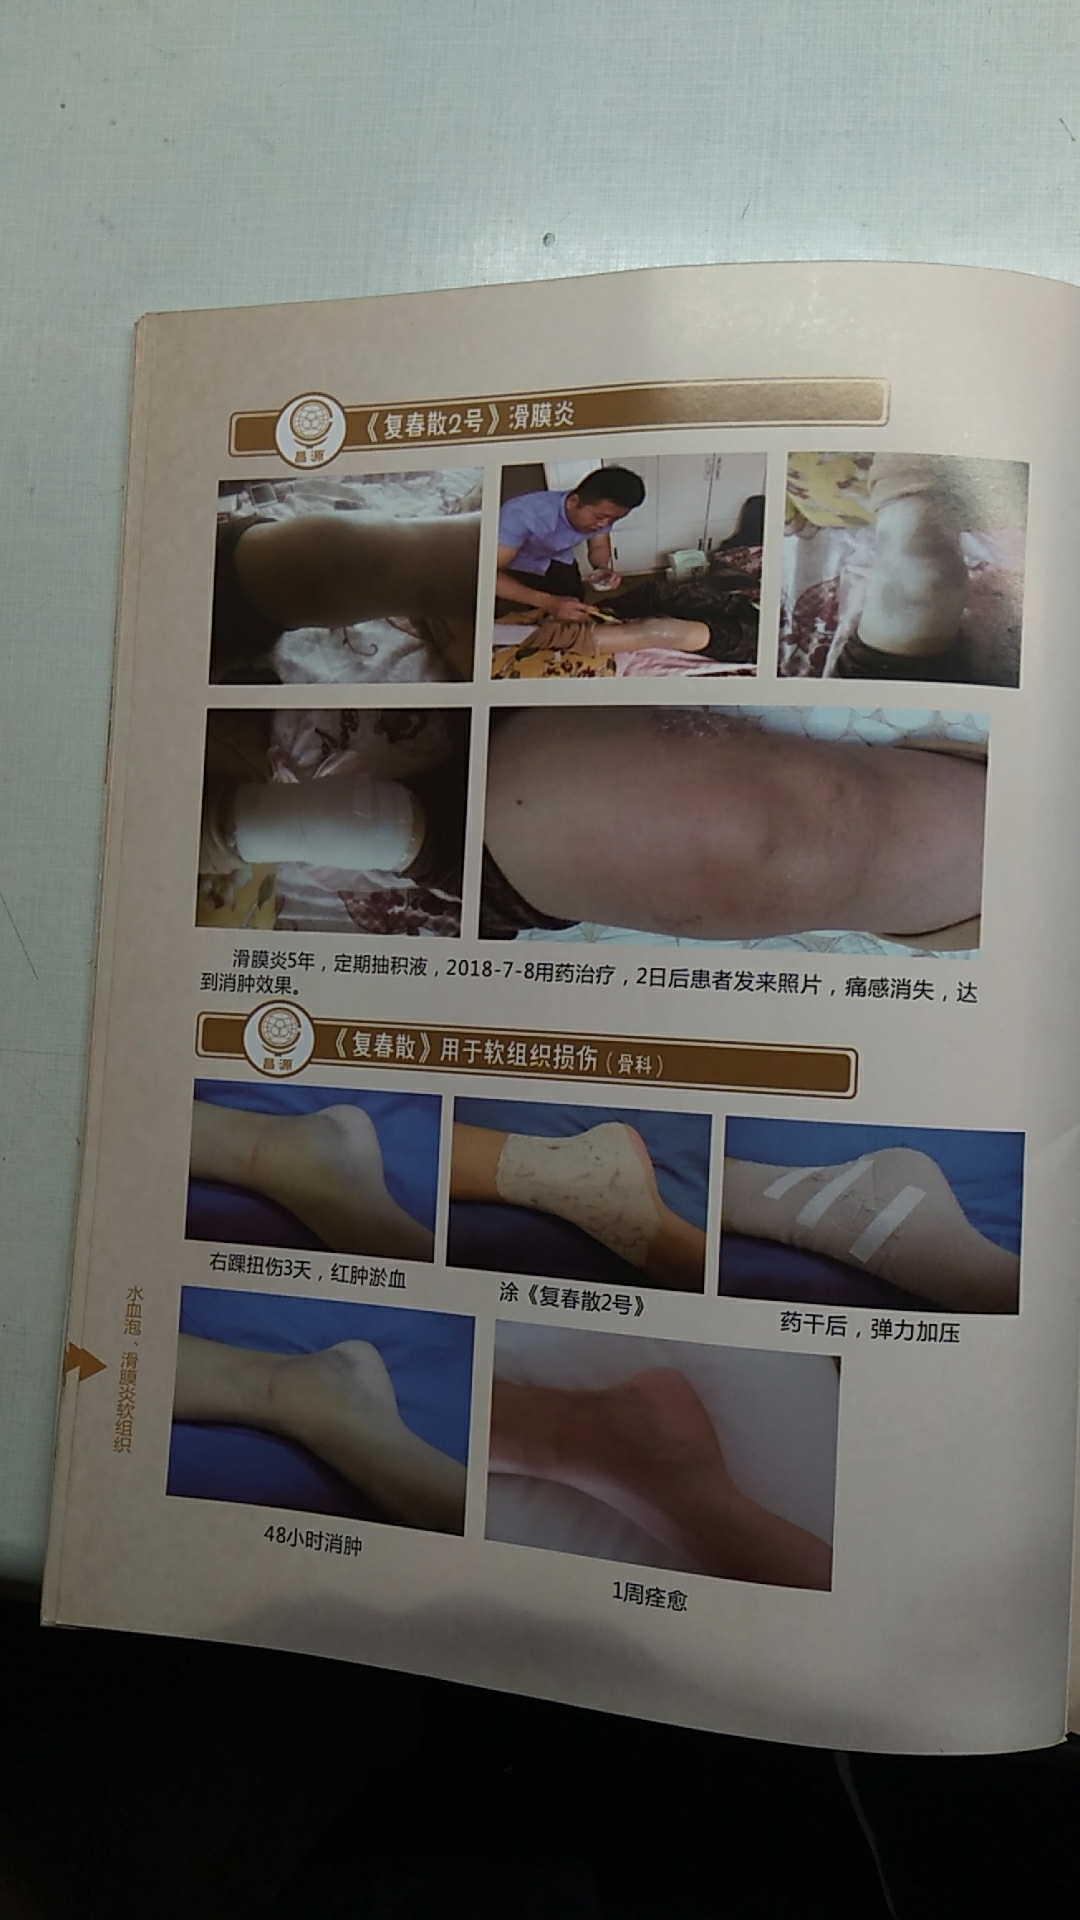 昌源
《复春散2号》滑膜炎
滑膜炎5年，定期抽积液，2018-7-8用药治疗，2日后患者发来照片，痛感消失，达
到消肿效果。
昌源
《复春散》用于软组织损伤（骨科）
右踝扭伤3天，红肿淤血
涂《复春散2号》
药干后，弹力加压
48小时消肿
1周痊愈
水血泡、滑膜炎软组织